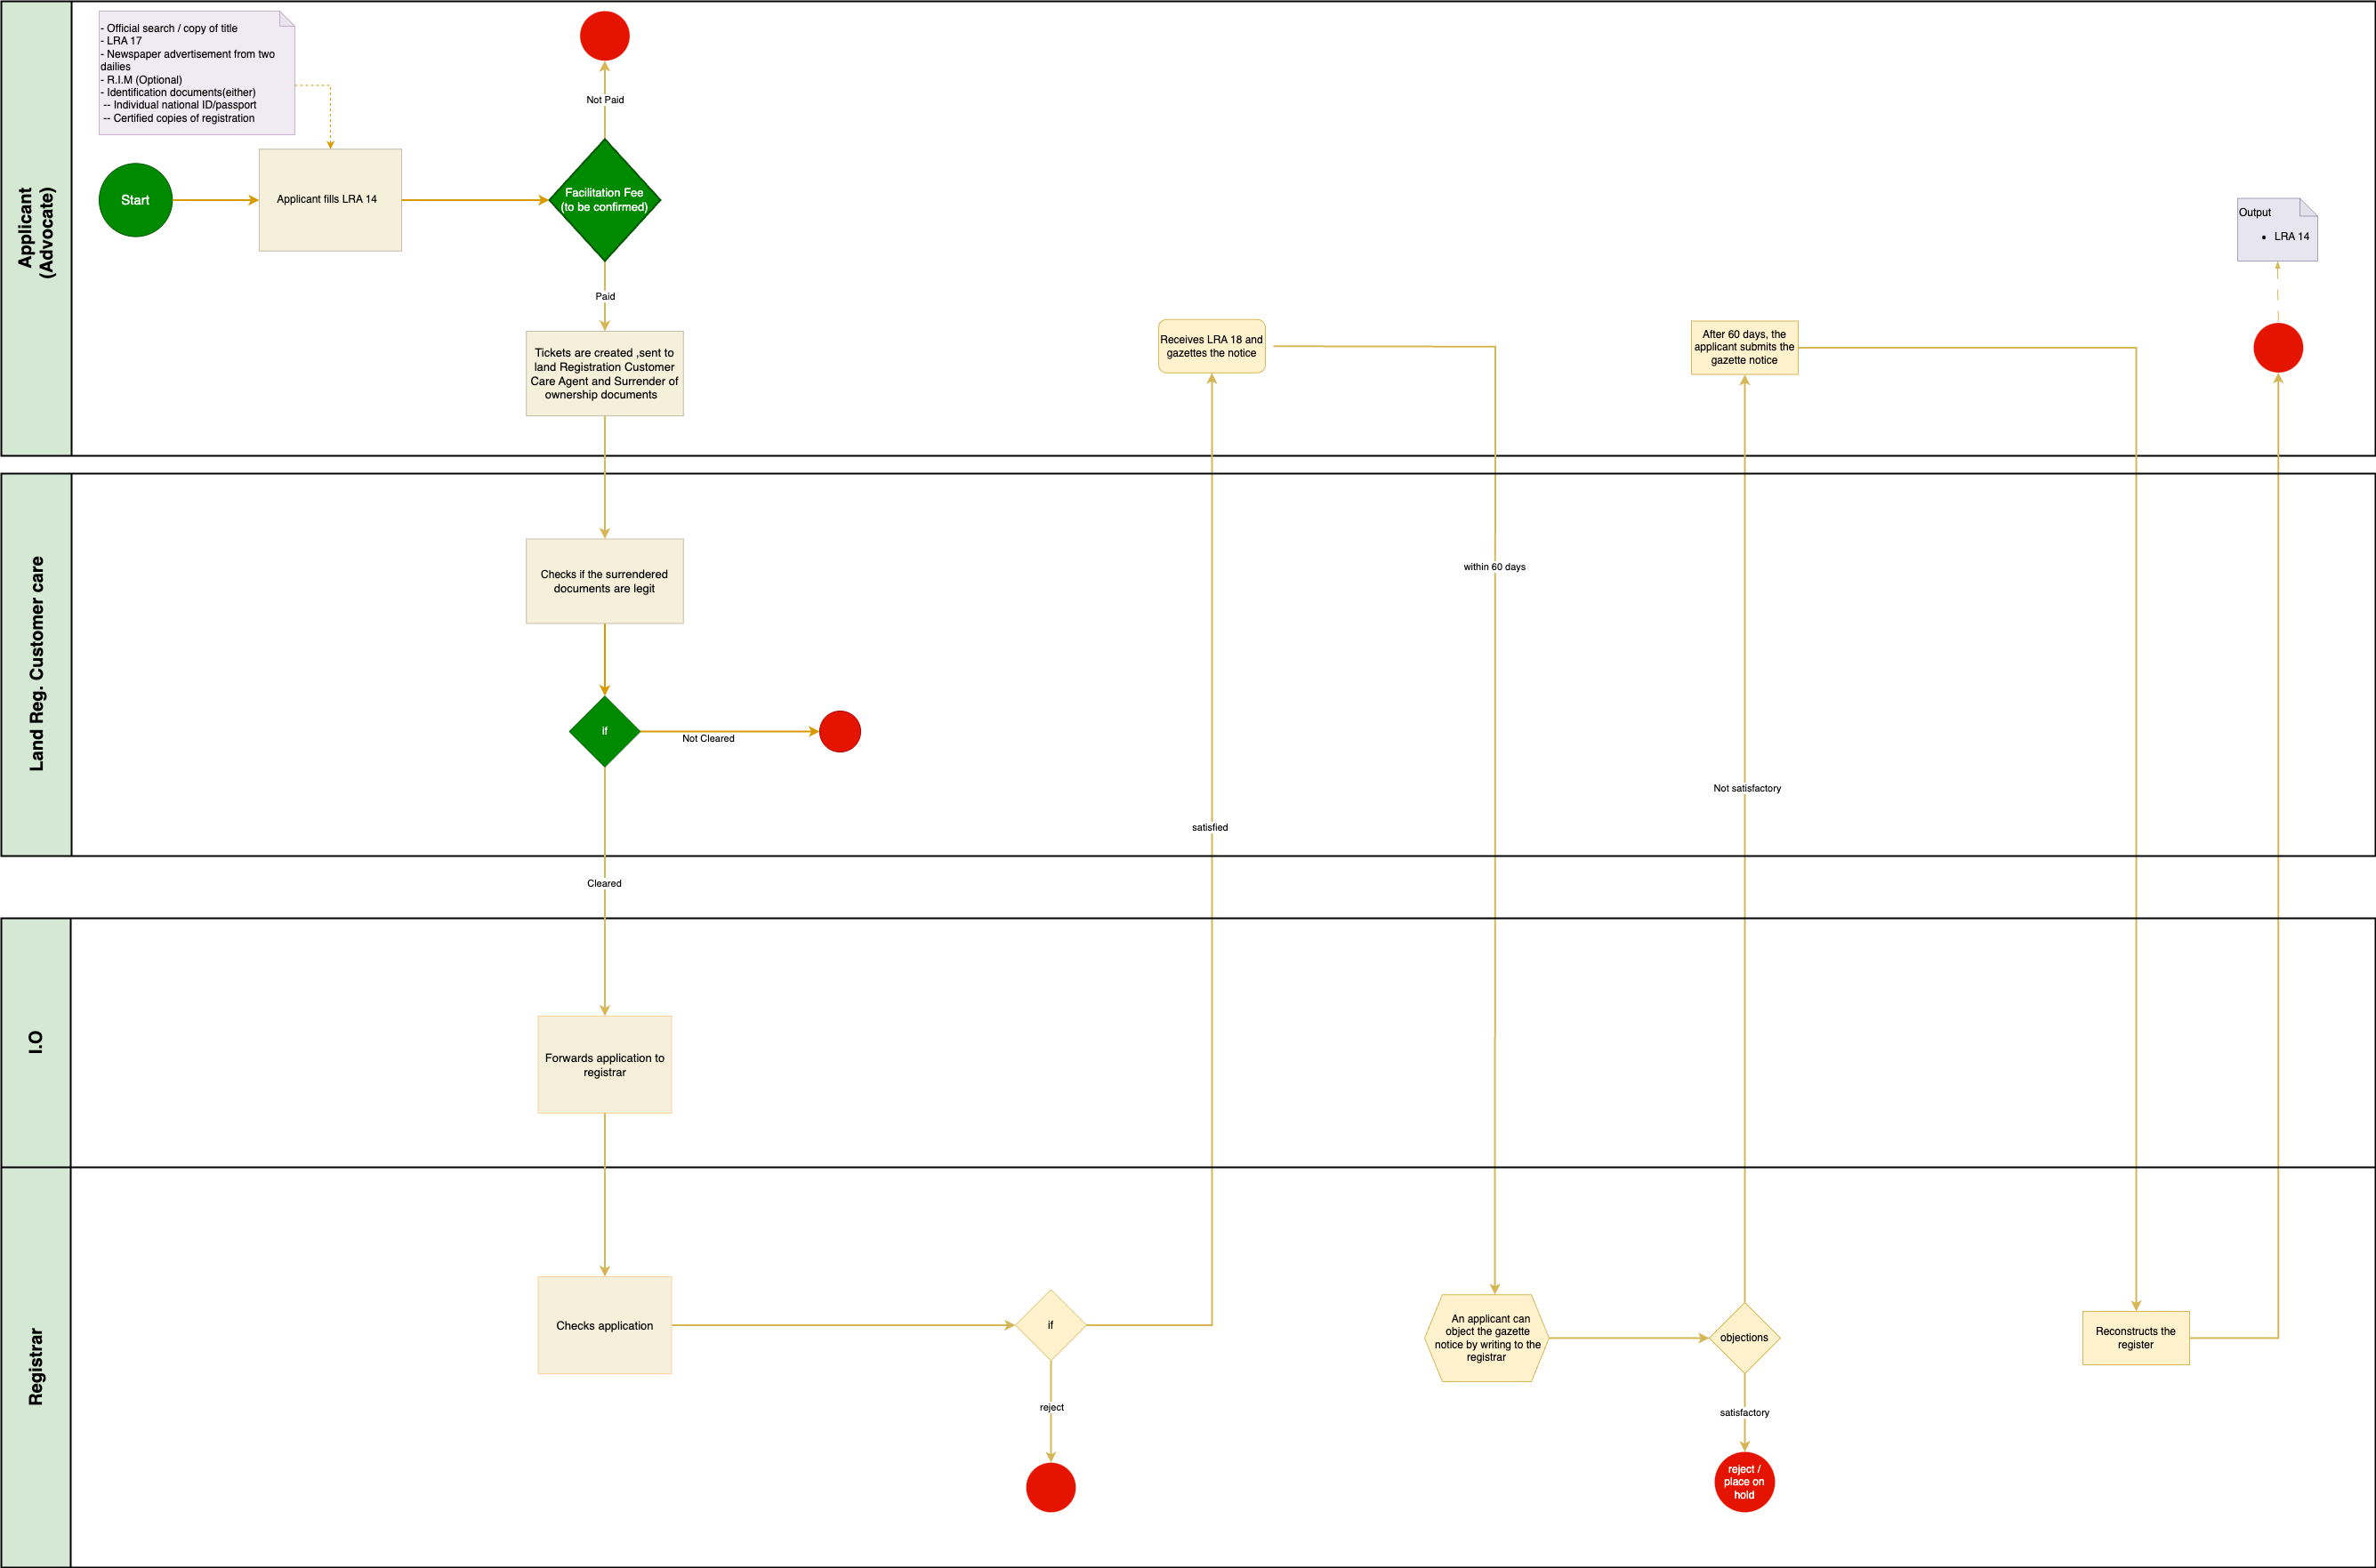 Applicant
(Advocate)
- Official search / copy of title
- LRA 17
- Newspaper advertisement from two
dailies
- R.I.M (Optional)
- Identification documents(either)
-- Individual national ID/passport
-- Certified copies of registration
Start
Applicant fills LRA 14
Not Paid
Facilitation Fee
(to be confirmed)
Paid
Tickets are created ,sent to
land Registration Customer
Care Agent and Surrender of
ownership documents
Receives LRA 18 and
gazettes the notice
After 60 days, the
applicant submits the
gazette notice
Output
• LRA 14
Land Reg. Customer care
Checks if the surrendered
documents are legit
if
Not Cleared
within 60 days
Not satisfactory
satisfied
Cleared
I.O
Forwards application to
registrar
Registrar
Checks application
if
reject
An applicant can
object the gazette
notice by writing to the
registrar
objections
satisfactory
reject /
place on
hold
Reconstructs the
register